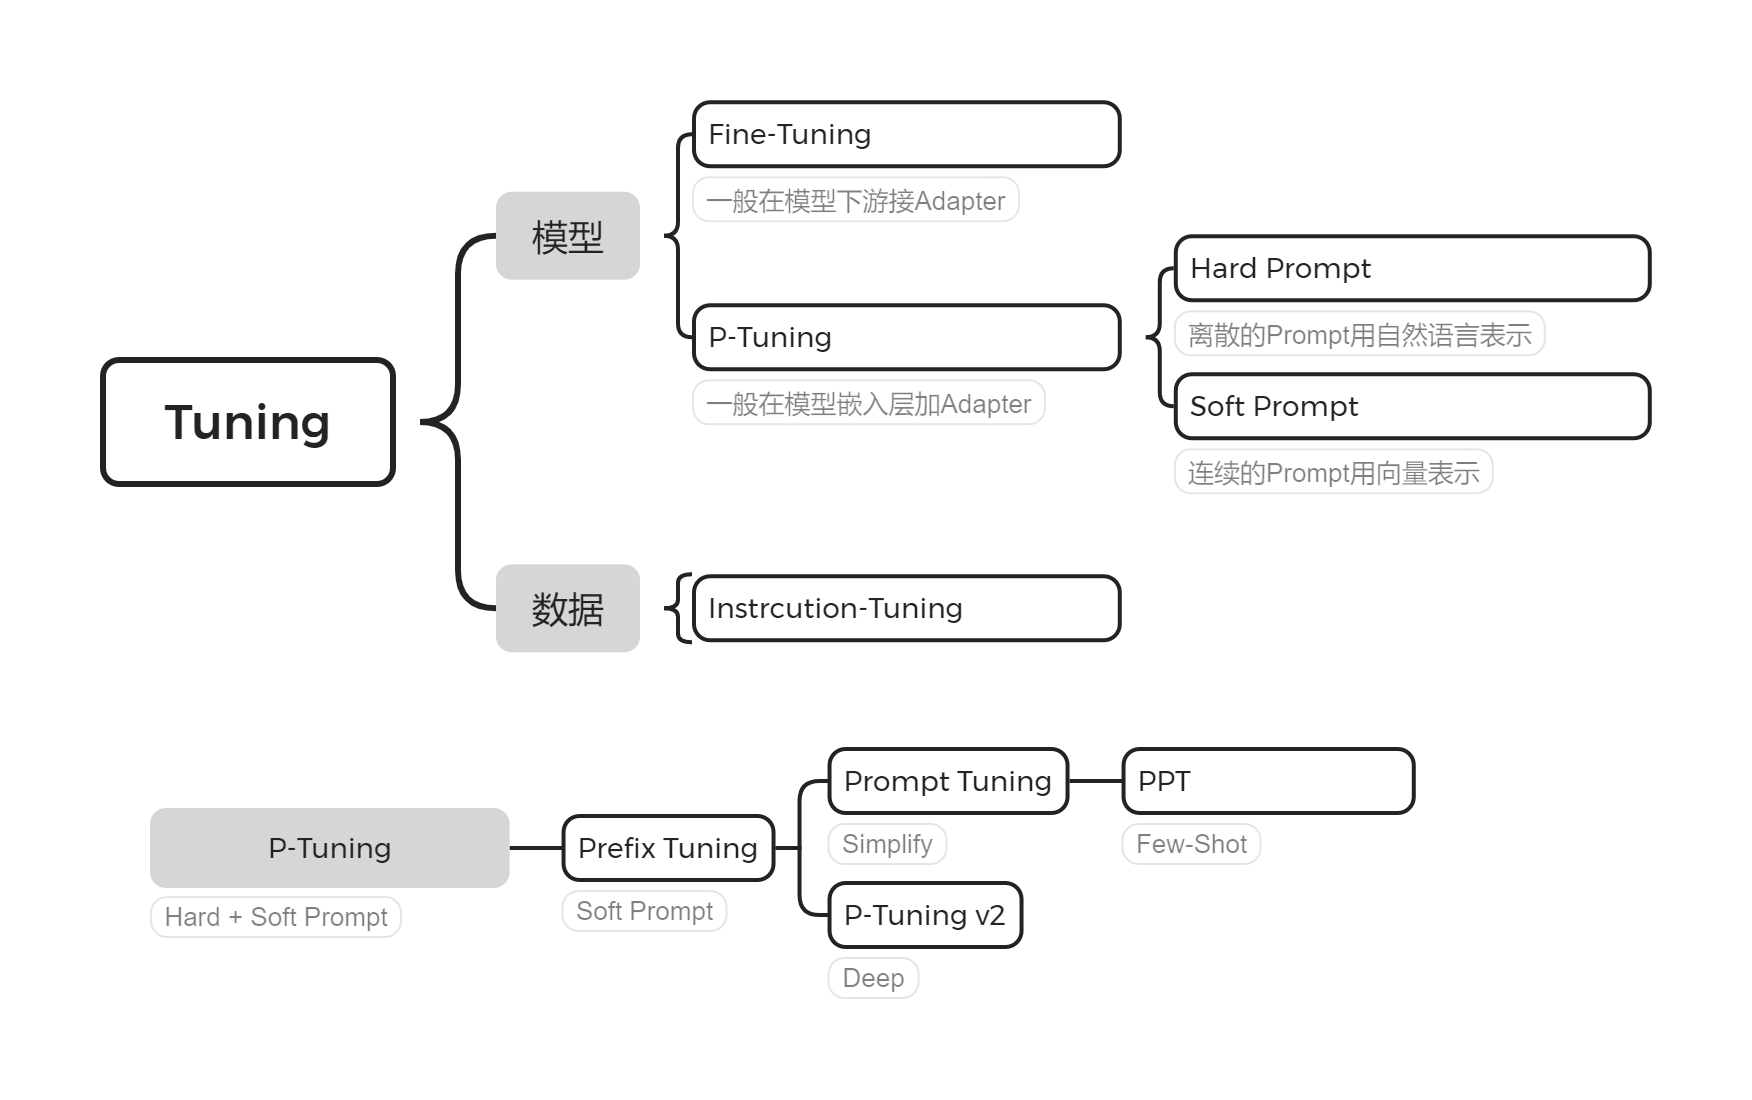 Tuning
模型
Fine-Tuning
一般在模型下游接Adapter
P-Tuning
一般在模型嵌入层加Adapter
Hard Prompt
离散的Prompt用自然语言表示
Soft Prompt
连续的Prompt用向量表示
数据
Instrcution-Tuning
P-Tuning
Hard + Soft Prompt
Prefix Tuning
Soft Prompt
Prompt Tuning
Simplify
PPT
Few-Shot
P-Tuning v2
Deep